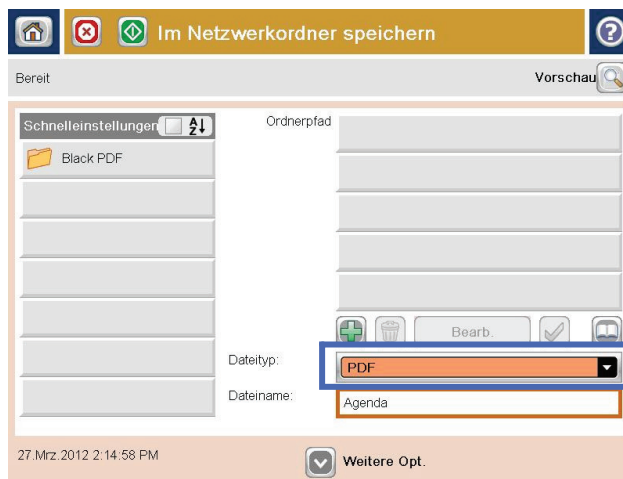 Im Netzwerkordner speichern
Bereit
Vorschau
Schnelleinstellungen
Ordnerpfad
Black PDF
Bearb.
Dateityp:
PDF
Dateiname:
Agenda
27.Mrz.2012 2:14:58 PM
Weitere Opt.